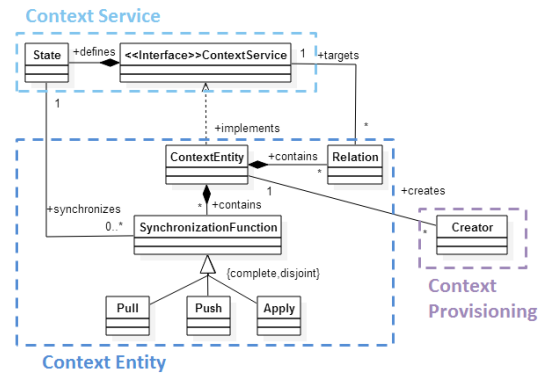 Context Service
State
+defines
<<Interface>>ContextService
1
+targets
1
+implements
*
ContextEntity
+contains
*
Relation
1
+creates
+synchronizes
0..*
*
+contains
SynchronizationFunction
*
Creator
{complete,disjoint}
Pull
Push
Apply
Context
Provisioning
Context Entity